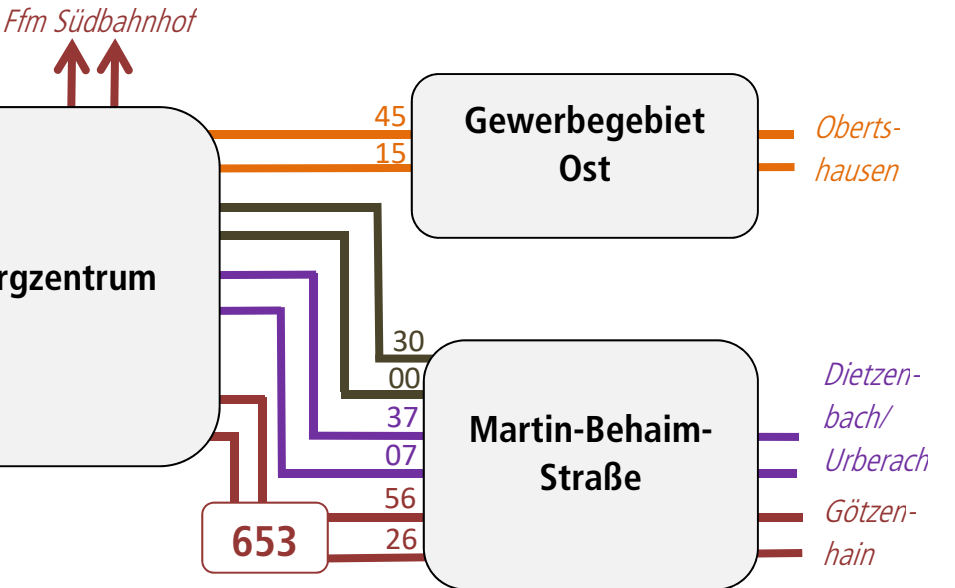 Ffm Südbahnhof
45
15
Gewerbegebiet
Ost
Oberts-
hausen
rgzentrum
30
00
37
07
56
26
Martin-Behaim-
Straße
Dietzen-
bach/
Urberach
Götzen-
hain
653